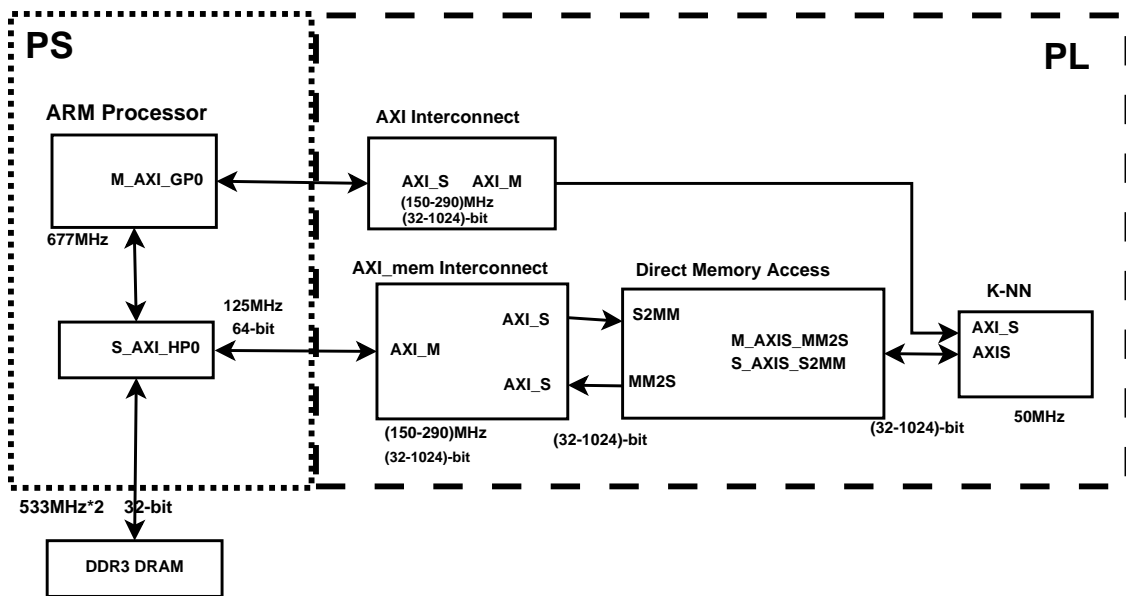 PS
PL
ARM Processor
M_AXI_GP0
677MHz
AXI Interconnect
AXI_S AXI_M
(150-290)MHz
(32-1024)-bit
125MHz
64-bit
S_AXI_HP0
AXI_mem Interconnect
AXI_S
AXI_M
AXI_S
(150-290)MHz
(32-1024)-bit
Direct Memory Access
S2MM
M_AXIS_MM2S
S_AXIS_S2MM
MM2S
(32-1024)-bit
(32-1024)-bit
K-NN
AXI_S
AXIS
50MHz
533MHz*2 32-bit
DDR3 DRAM